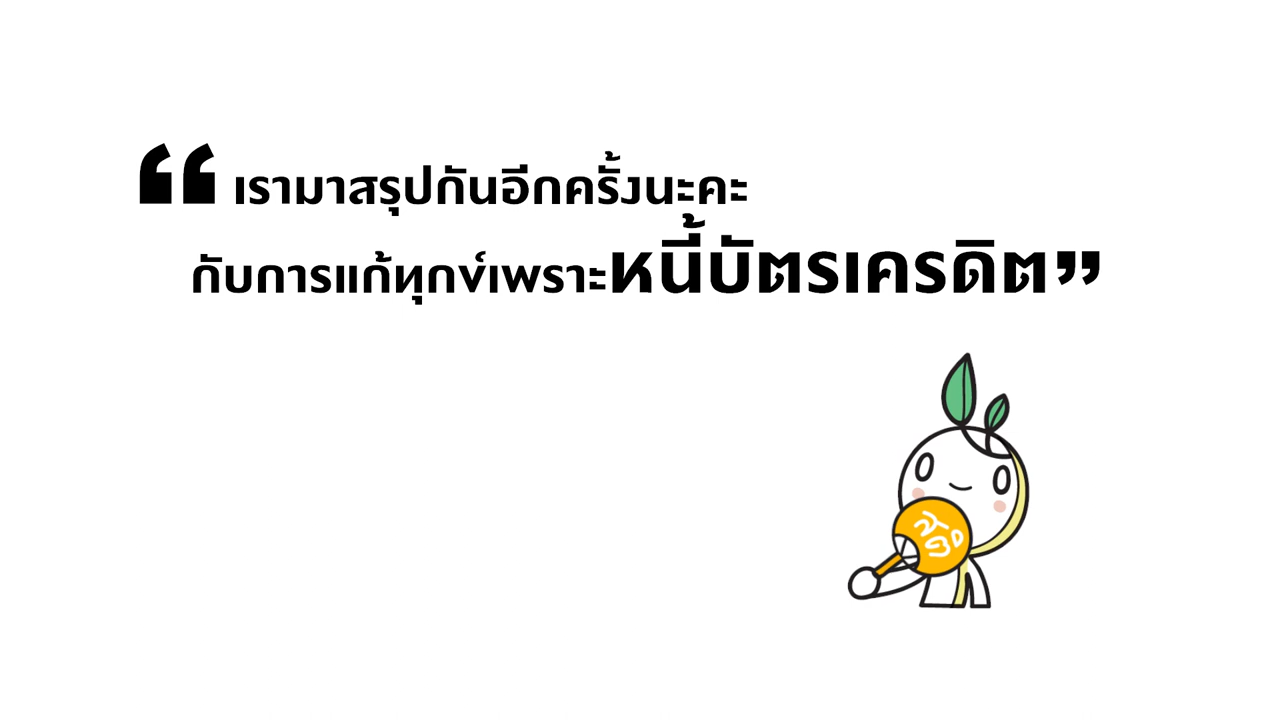 “ เรามาสรุปกันอีกครั้งนะคะ
กับการแก้ทุกข์เพราะหนี้บัตรเครดิต ”